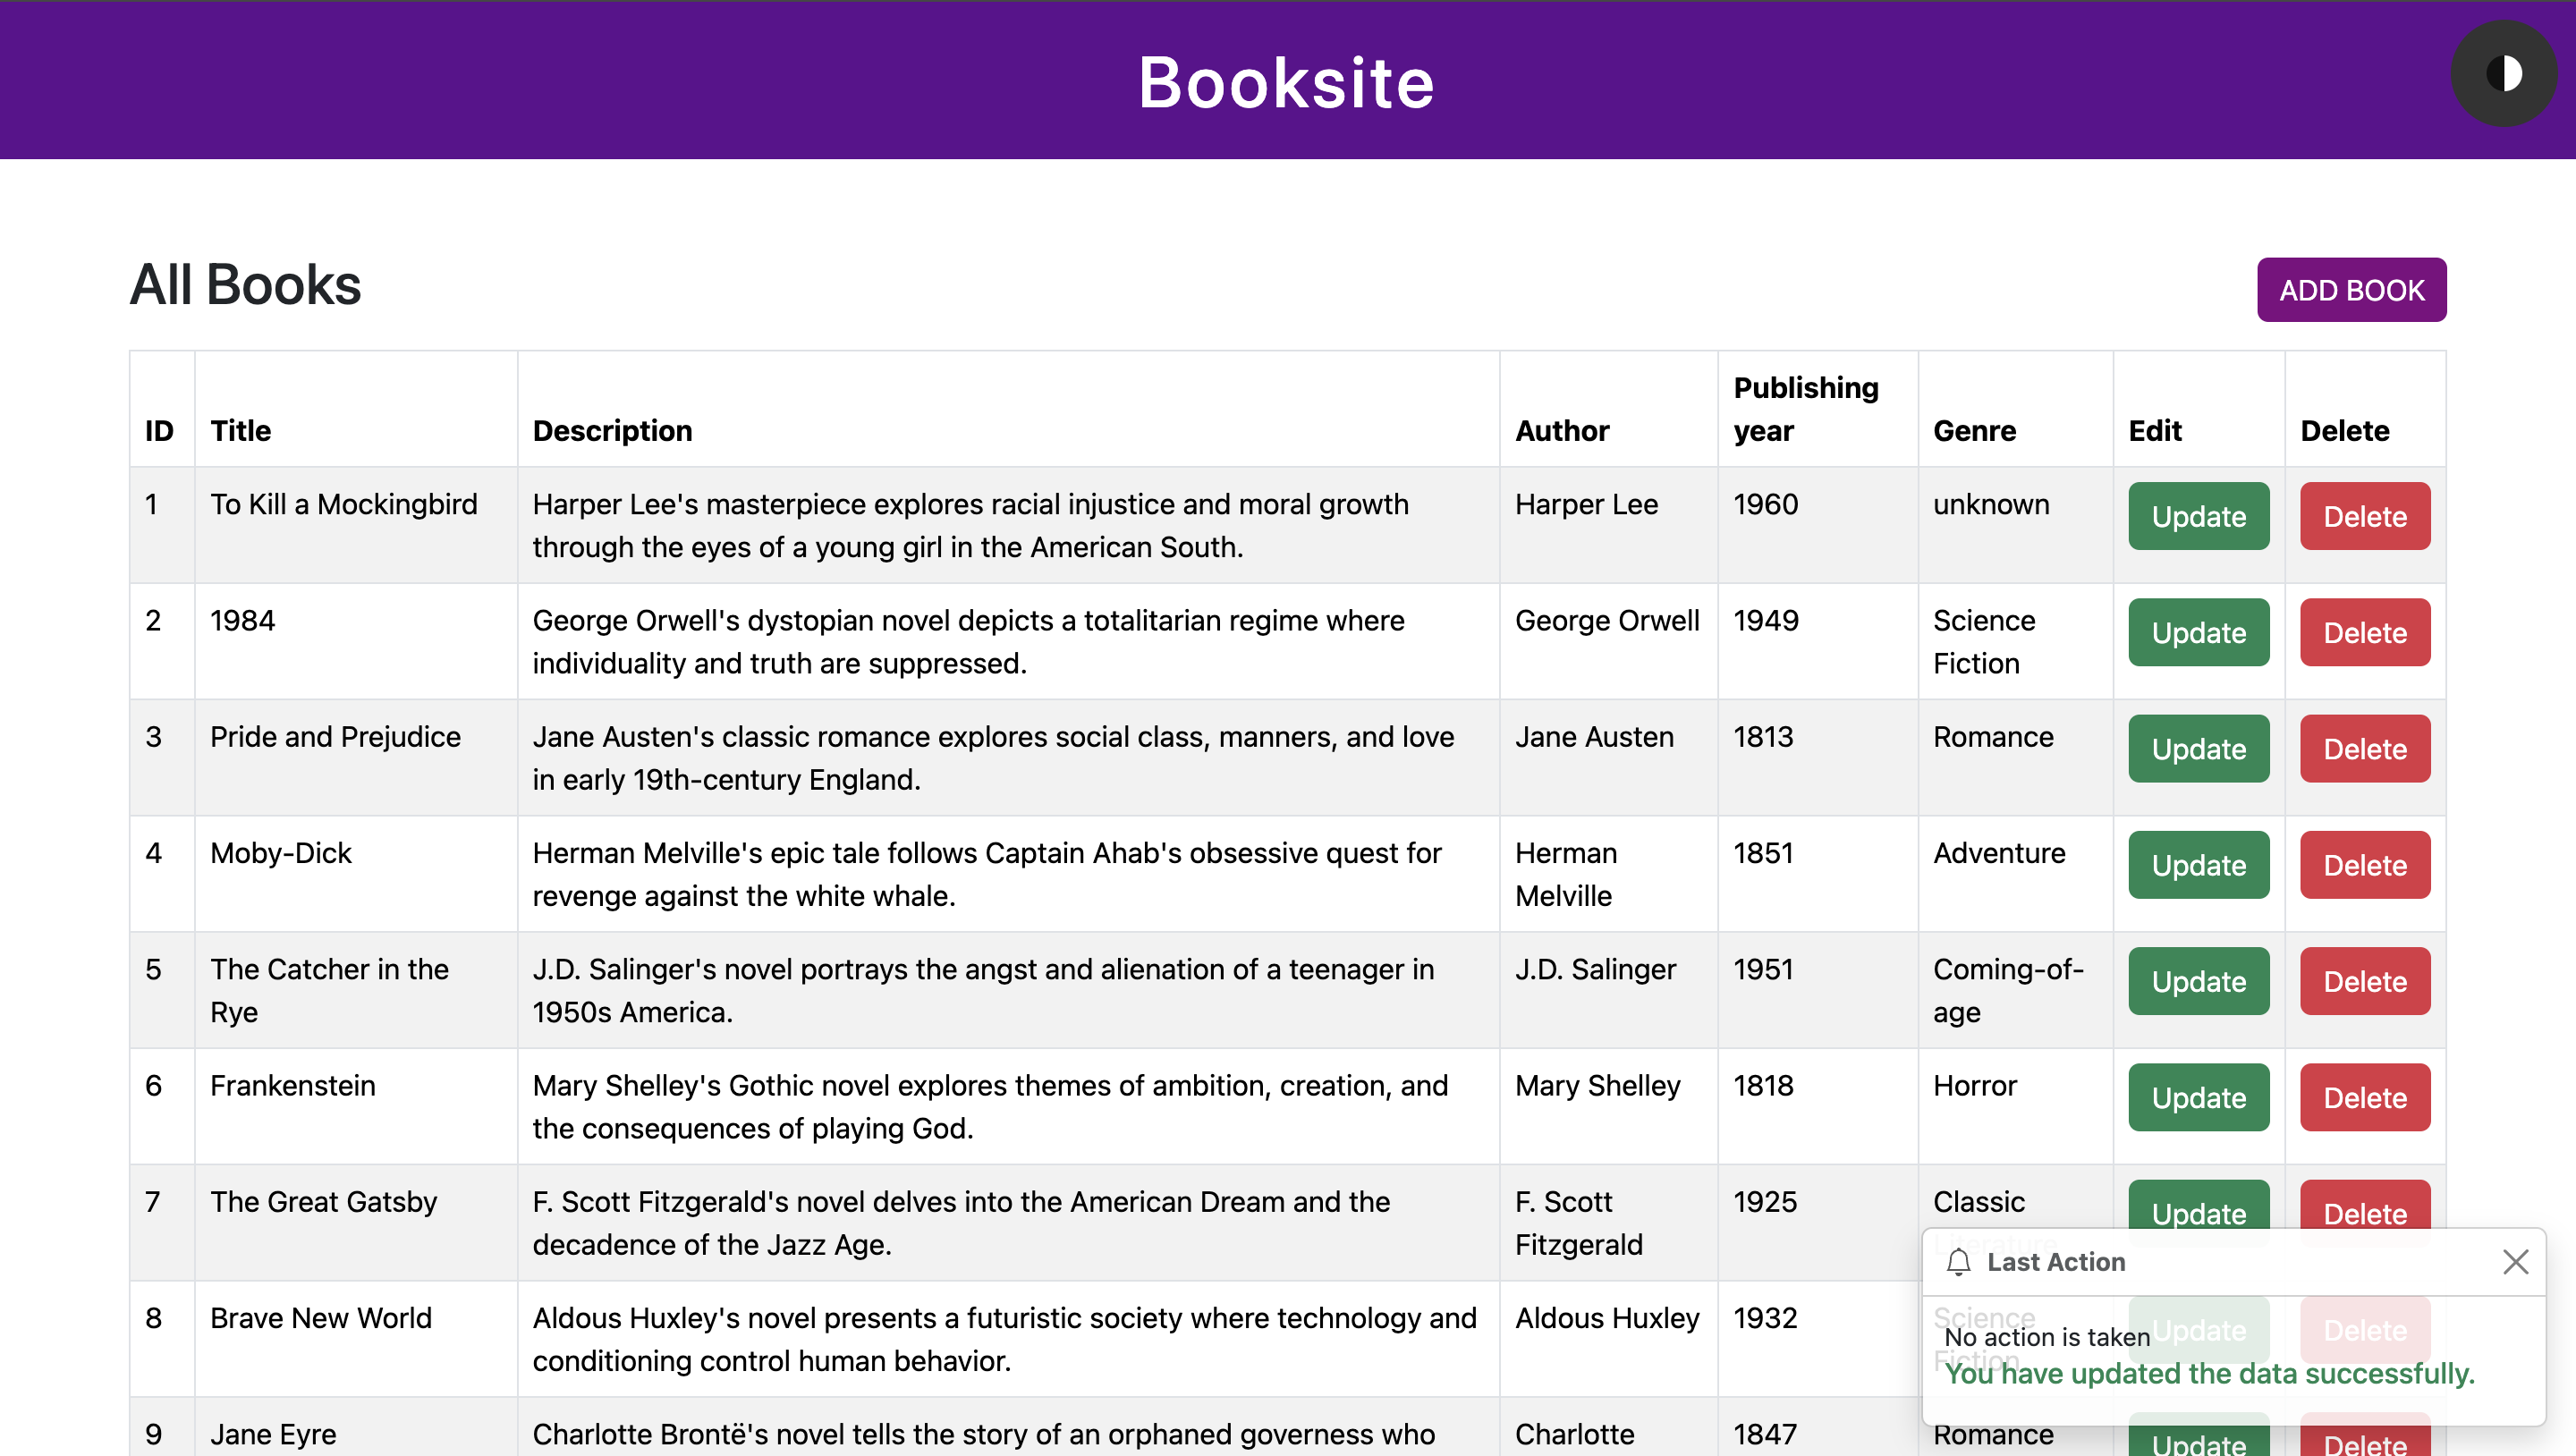 Booksite
All Books
ADD BOOK
ID Title Description Author Publishing year Genre Edit Delete
1 To Kill a Mockingbird Harper Lee's masterpiece explores racial injustice and moral growth Harper Lee 1960 unknown Update Delete
through the eyes of a young girl in the American South.
2 1984 George Orwell's dystopian novel depicts a totalitarian regime where George Orwell 1949 Science Update Delete
individuality and truth are suppressed. Fiction
3 Pride and Prejudice Jane Austen's classic romance explores social class, manners, and love Jane Austen 1813 Romance Update Delete
in early 19th-century England.
4 Moby-Dick Herman Melville's epic tale follows Captain Ahab's obsessive quest for Herman 1851 Adventure Update Delete
revenge against the white whale. Melville
5 The Catcher in the J.D. Salinger's novel portrays the angst and alienation of a teenager in J.D. Salinger 1951 Coming-of- Update Delete
Rye 1950s America. age
6 Frankenstein Mary Shelley's Gothic novel explores themes of ambition, creation, and Mary Shelley 1818 Horror Update Delete
the consequences of playing God.
7 The Great Gatsby F. Scott Fitzgerald's novel delves into the American Dream and the F. Scott 1925 Classic Update Delete
decadence of the Jazz Age. Fitzgerald Literature
8 Brave New World Aldous Huxley's novel presents a futuristic society where technology and Aldous Huxley 1932 Science Update Delete
conditioning control human behavior. Fiction
9 Jane Eyre Charlotte Brontë's novel tells the story of an orphaned governess who Charlotte 1847 Romance Update Delete
Last Action
No action is taken
You have updated the data successfully.